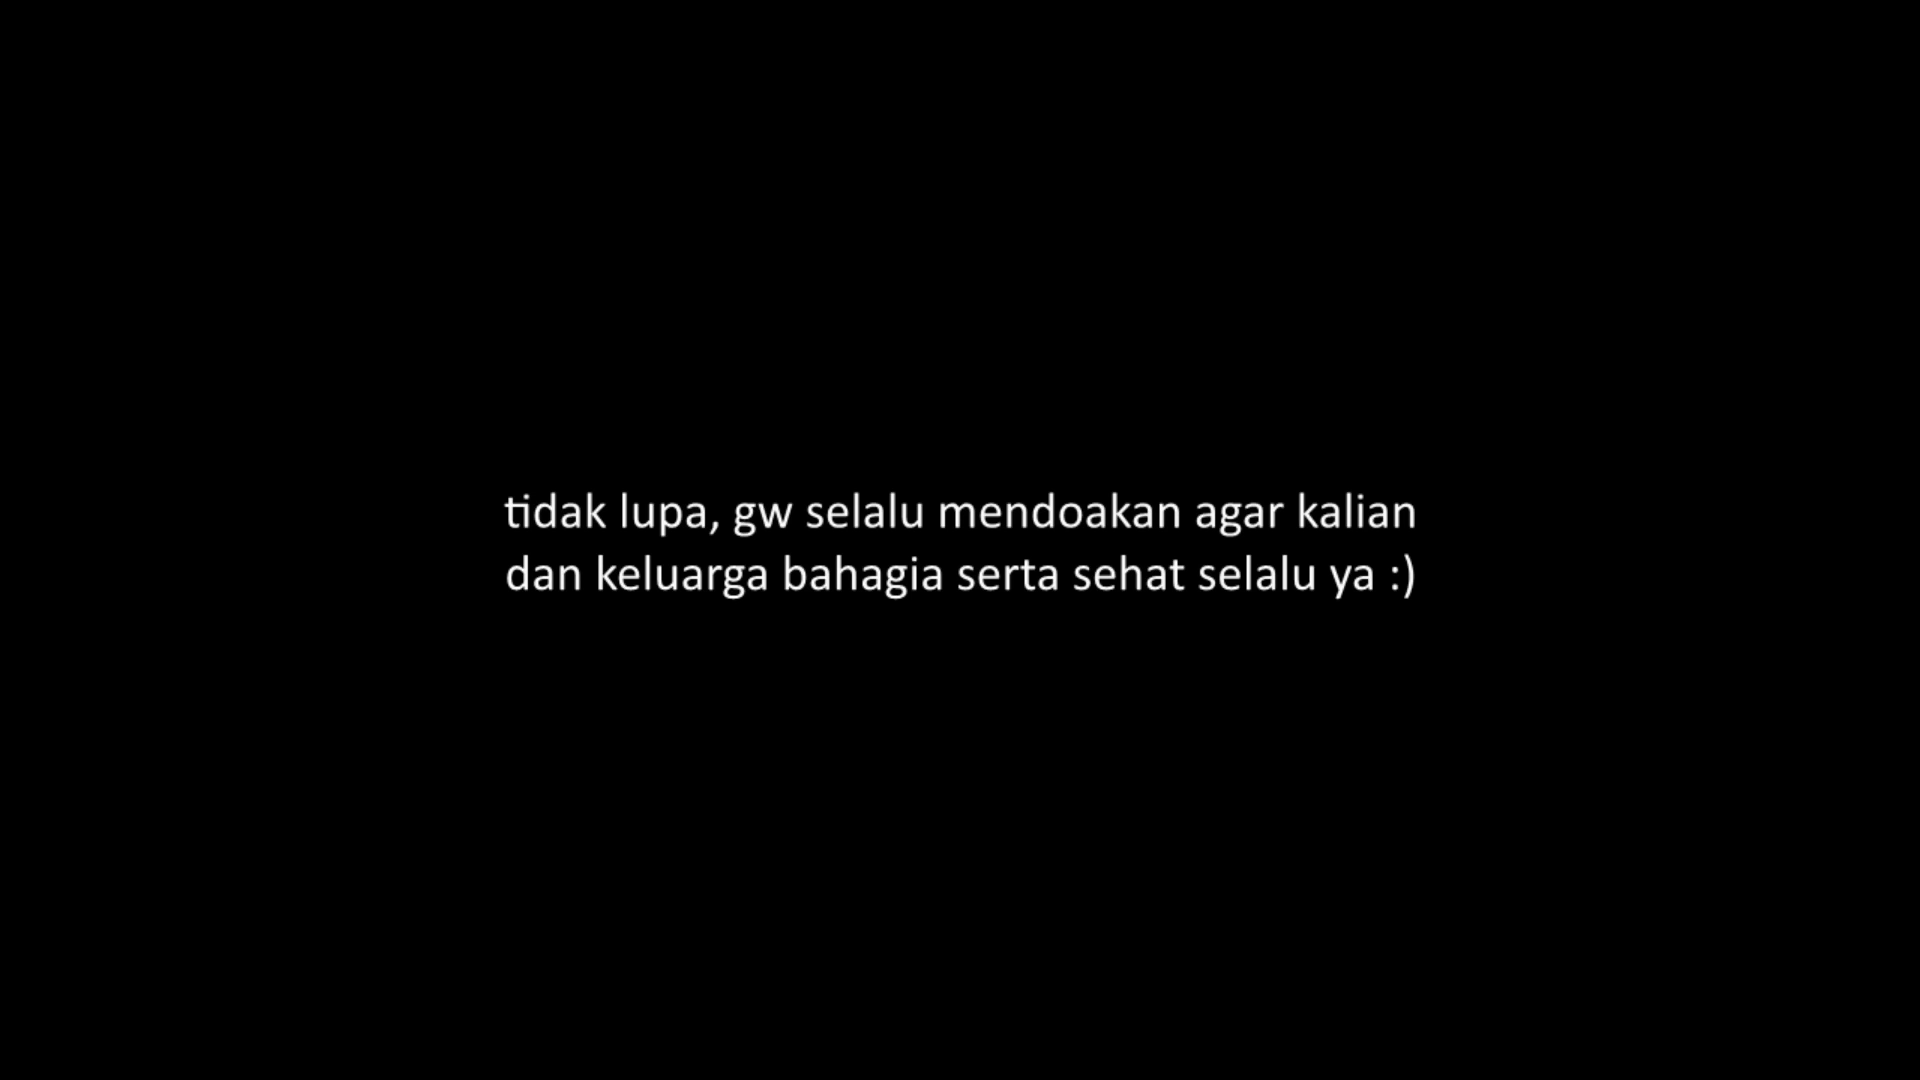 tidak lupa, gw selalu mendoakan agar kalian
dan keluarga bahagia serta sehat selalu ya :)